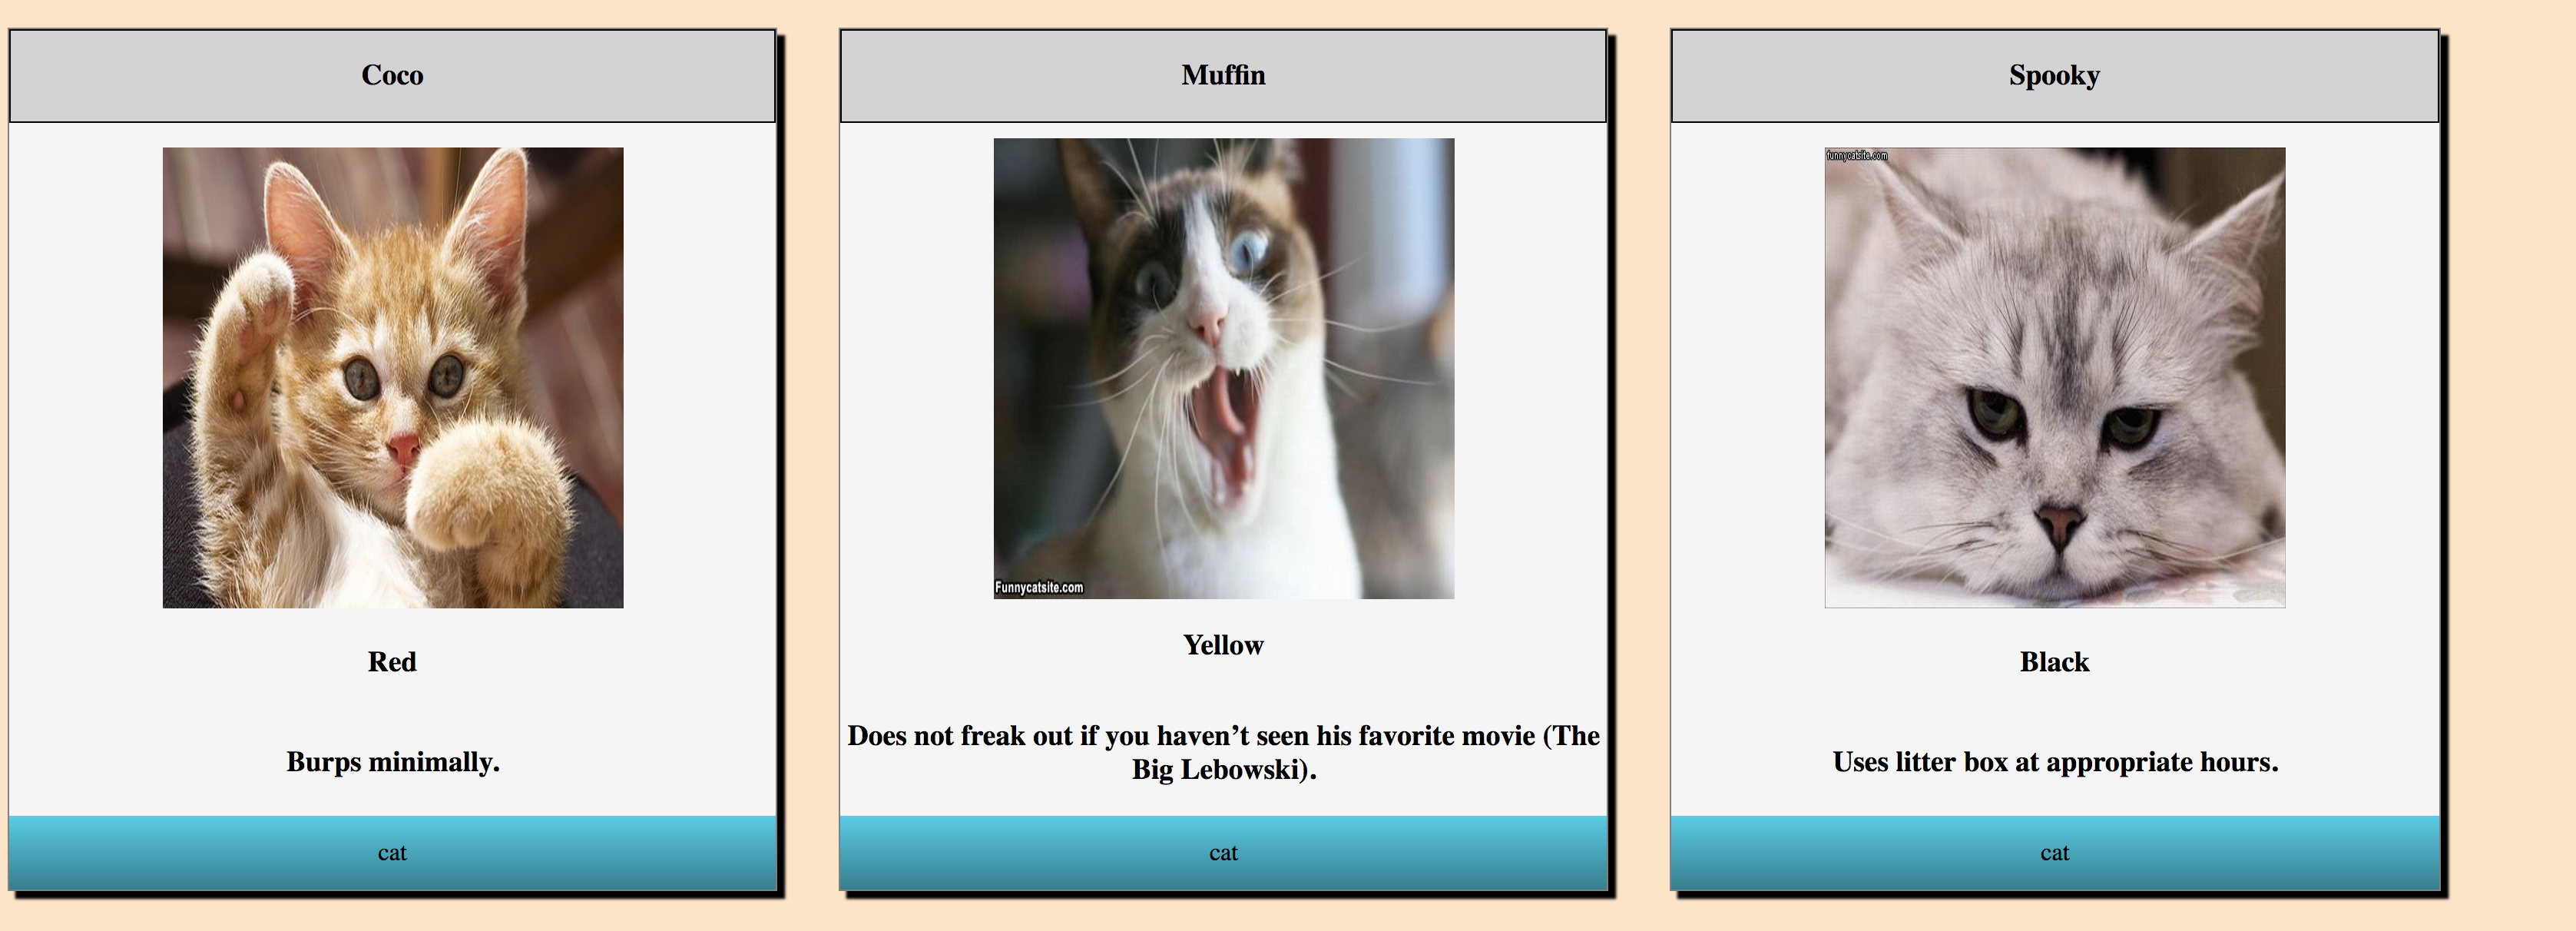 Coco
Muffin
Spooky
funnycatsite.com
Funnycatsite.com
Red
Yellow
Black
Burps minimally.
Does not freak out if you haven’t seen his favorite movie (The
Big Lebowski).
Uses litter box at appropriate hours.
cat
cat
cat